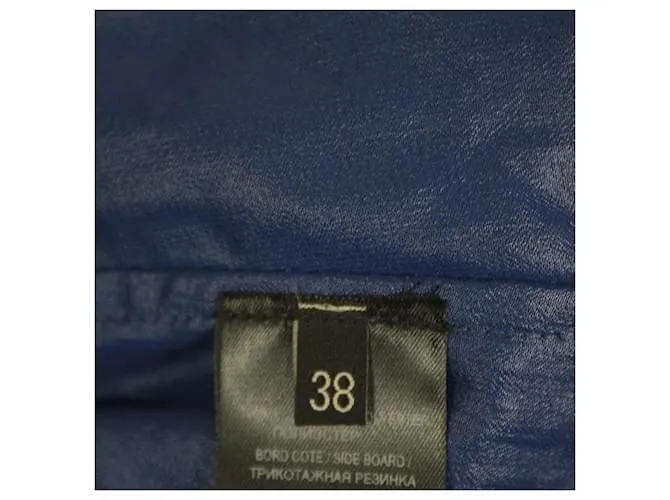 38
ПОЛИЭСТЕР
BORD COTE / SIDE BOARD /
ТРИКОТАЖНАЯ РЕЗИНКА